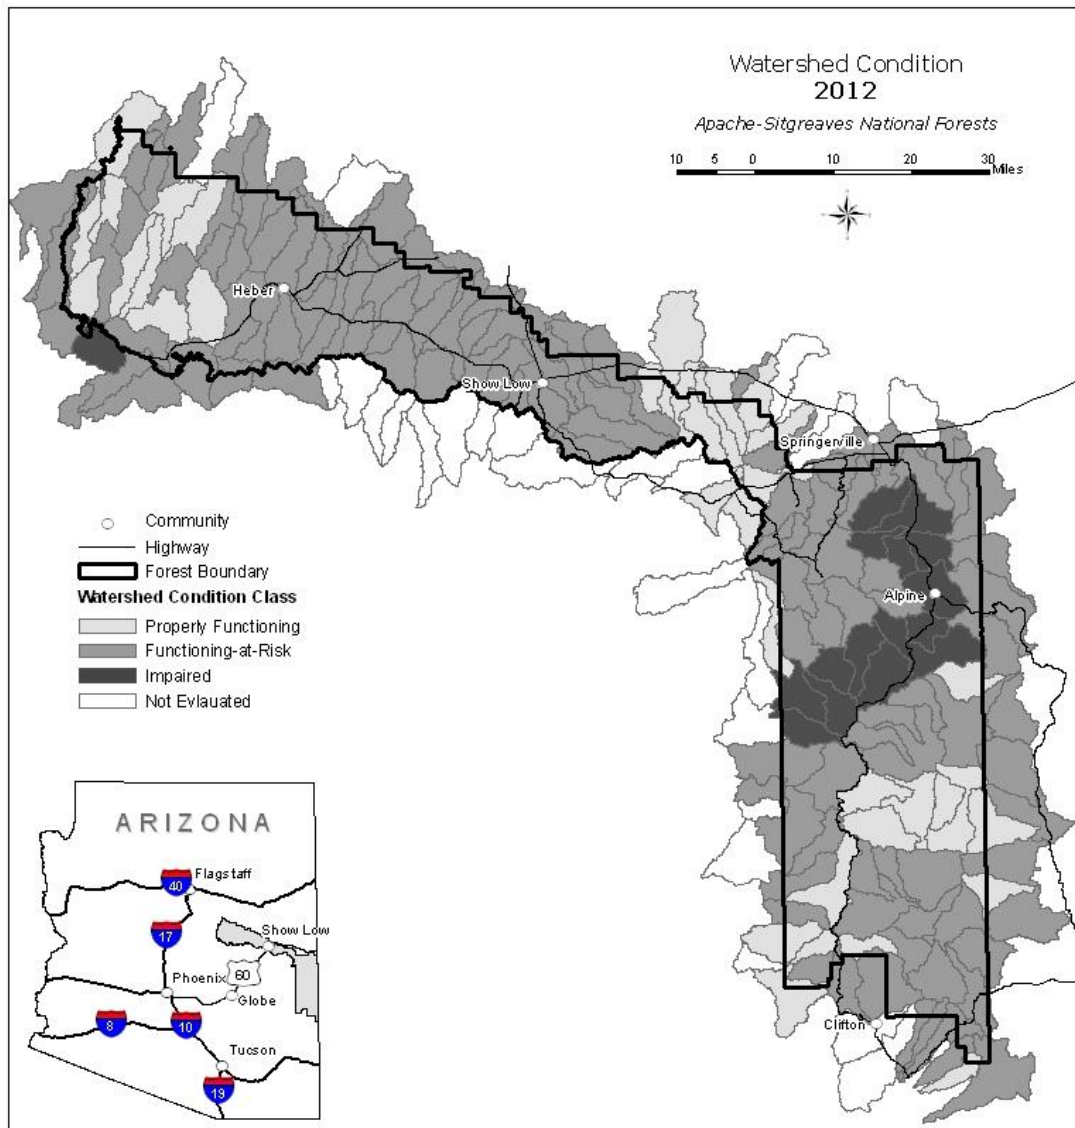 Watershed Condition
2012
Apache-Sitgreaves National Forests
10 5 0 10 20 30
Miles
Heber
Show Low
Springerville
Alpine
Clifton
Community
Highway
Forest Boundary
Watershed Condition Class
Properly Functioning
Functioning-at-Risk
Impaired
Not Evlauated
ARIZONA
40
Flagstaff
17
Show Low
60
Phoenix
Globe
8
10
Tucson
19